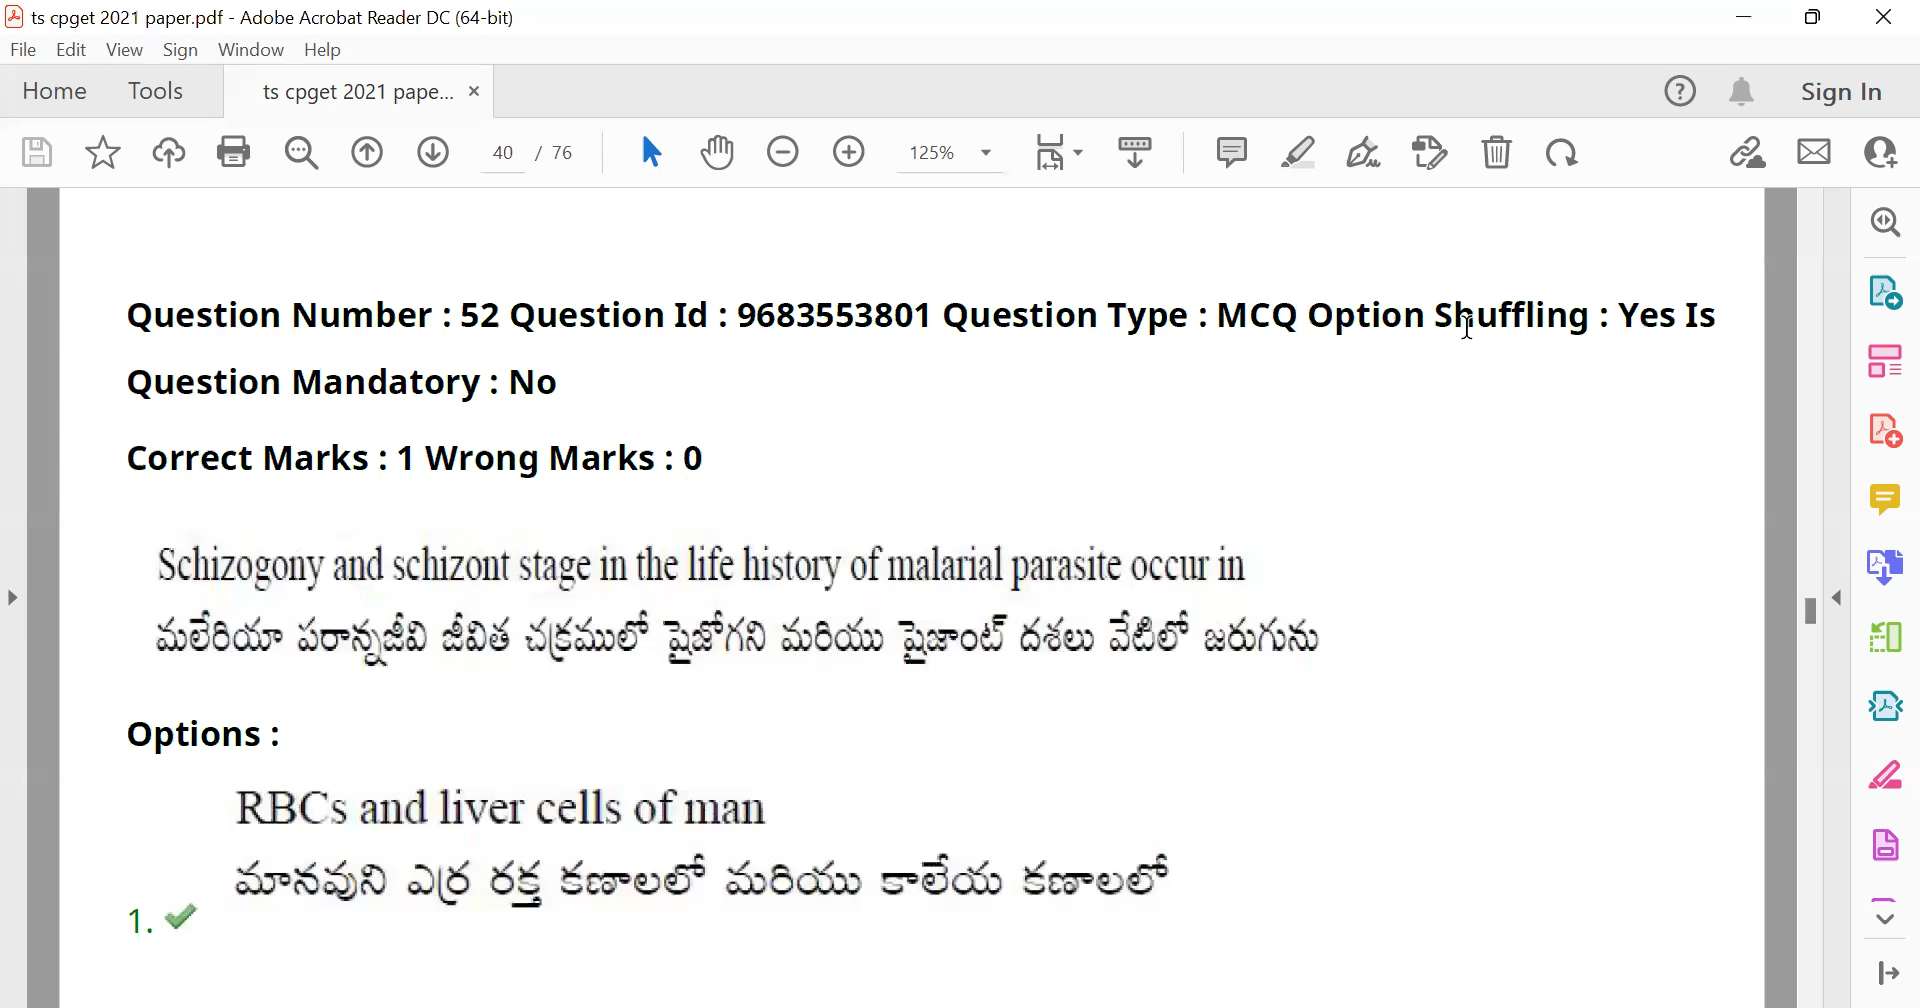 ts cpget 2021 paper.pdf - Adobe Acrobat Reader DC (64-bit)
File Edit View Sign Window Help
Home Tools ts cpget 2021 pape... × Sign In
40 / 76 125%
Question Number : 52 Question Id : 9683553801 Question Type : MCQ Option Shuffling : Yes Is
Question Mandatory : No
Correct Marks : 1 Wrong Marks : 0
Schizogony and schizont stage in the life history of malarial parasite occur in
మలేరియా పరాన్నజీవి జీవిత చక్రములో షైజోగని మరియు షైజాంట్ దశలు వేటిలో జరుగును
Options :
RBCs and liver cells of man
మానవుని ఎర్ర రక్త కణాలలో మరియు కాలేయ కణాలలో
1. ✔